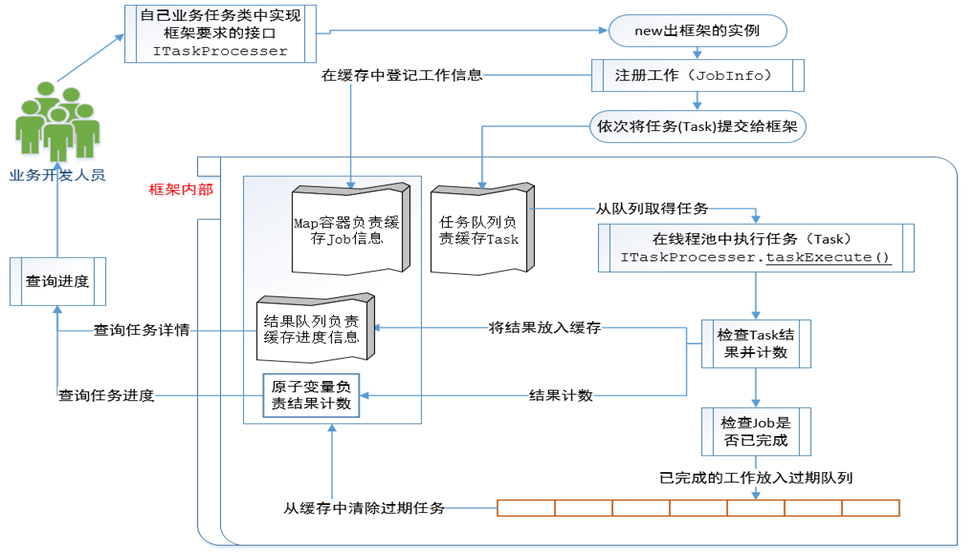 自己业务任务类中实现
框架要求的接口
ITaskProcesser
new出框架的实例
在缓存中登记工作信息
注册工作（JobInfo）
依次将任务(Task)提交给框架
业务开发人员
框架内部
Map容器负责缓
存Job信息
任务队列负
责缓存Task
从队列取得任务
在线程池中执行任务（Task）
ITaskProcesser.taskExecute()
查询进度
结果队列负责
缓存进度信息
查询任务详情
将结果放入缓存
检查Task结
果并计数
原子变量负
责结果计数
查询任务进度
结果计数
检查Job是
否已完成
已完成的工作放入过期队列
从缓存中清除过期任务